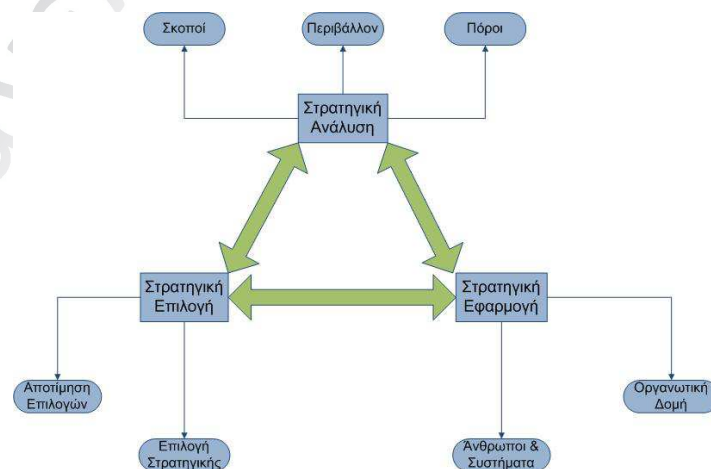 Σκοποί
Περιβάλλον
Πόροι
Στρατηγική
Ανάλυση
Στρατηγική
Επιλογή
Στρατηγική
Εφαρμογή
Αποτίμηση
Επιλογών
Οργανωτική
Δομή
Επιλογή
Στρατηγικής
Άνθρωποι &
Συστήματα